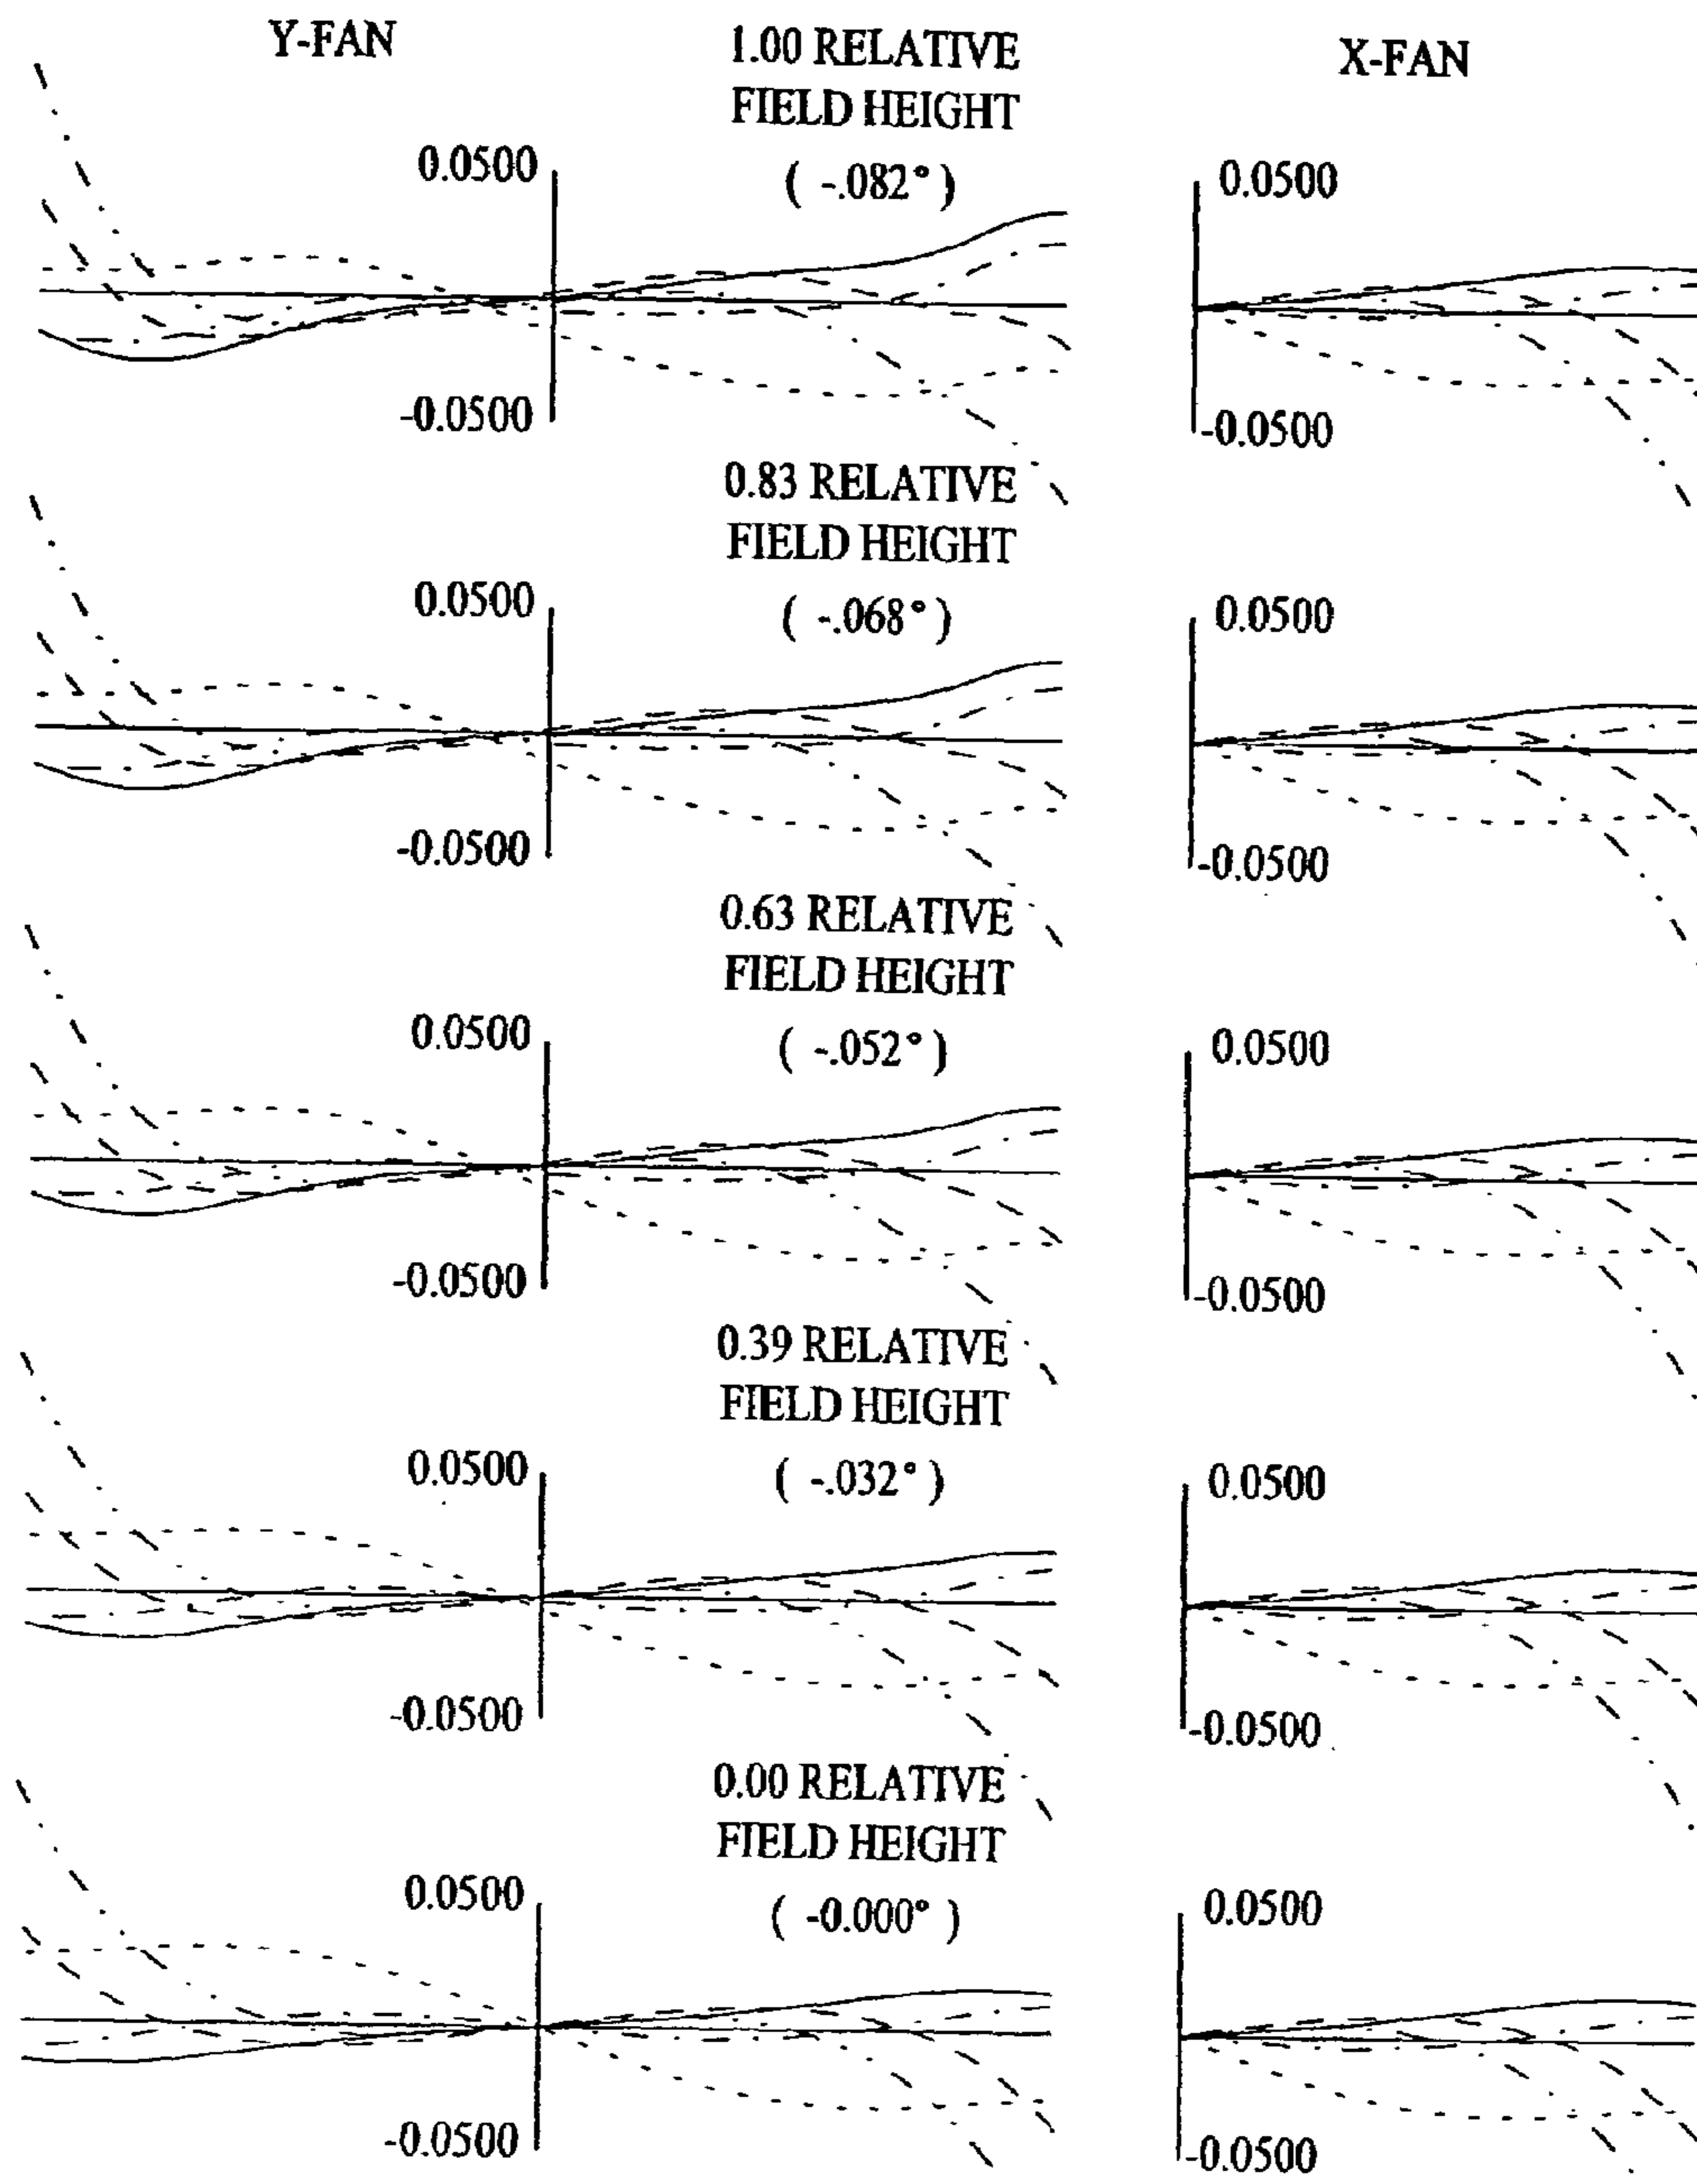 Y-FAN
1.00 RELATIVE
FIELD HEIGHT
( -.082° )
X-FAN
0.0500
0.0500
-0.0500
-0.0500
0.83 RELATIVE
FIELD HEIGHT
( -.068° )
0.0500
0.0500
-0.0500
-0.0500
0.63 RELATIVE
FIELD HEIGHT
( -.052° )
0.0500
0.0500
-0.0500
-0.0500
0.39 RELATIVE
FIELD HEIGHT
( -.032° )
0.0500
0.0500
-0.0500
-0.0500
0.00 RELATIVE
FIELD HEIGHT
( -0.000° )
0.0500
0.0500
-0.0500
-0.0500